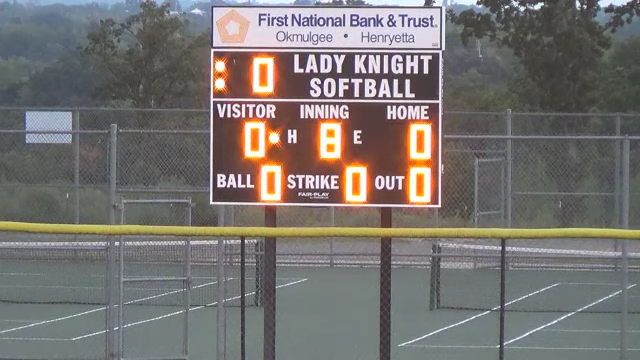 First National Bank & Trust
Okmulgee • Henryetta
: 0 LADY KNIGHT
SOFTBALL
VISITOR INNING HOME
0 H 8 E 0
BALL 0 STRIKE 0 OUT 0
FAIR-PLAY